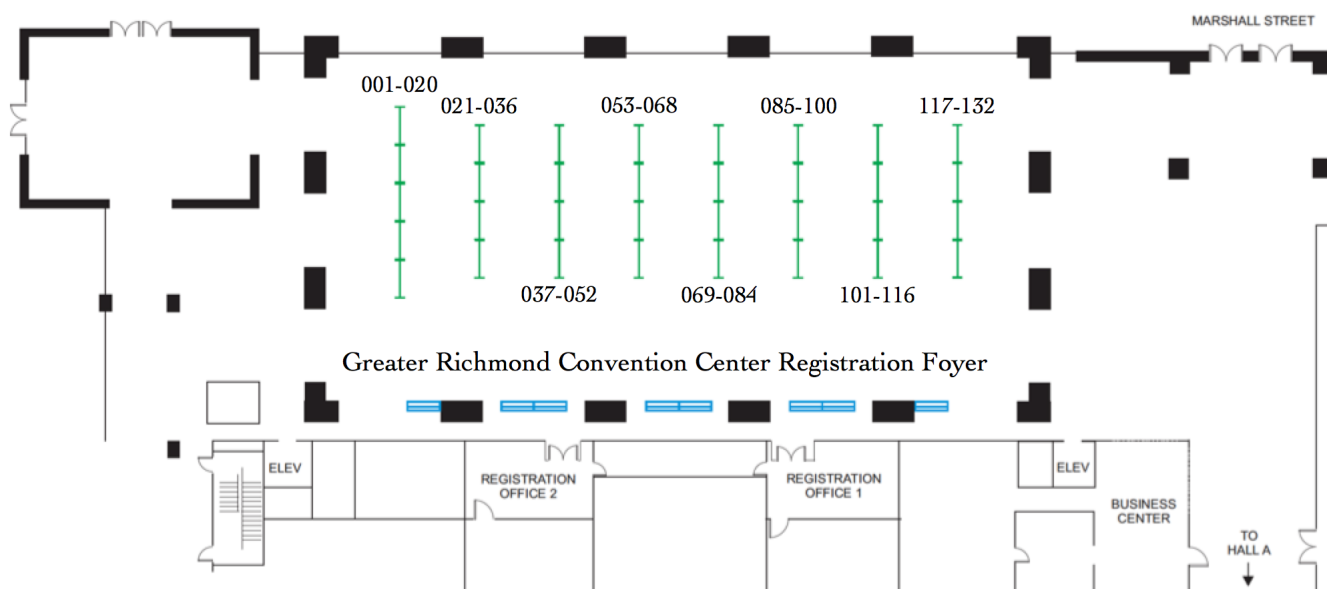 MARSHALL STREET
001-020
021-036
053-068
085-100
117-132
037-052
069-084
101-116
Greater Richmond Convention Center Registration Foyer
ELEV
REGISTRATION
OFFICE 2
REGISTRATION
OFFICE 1
ELEV
BUSINESS
CENTER
TO
HALL A